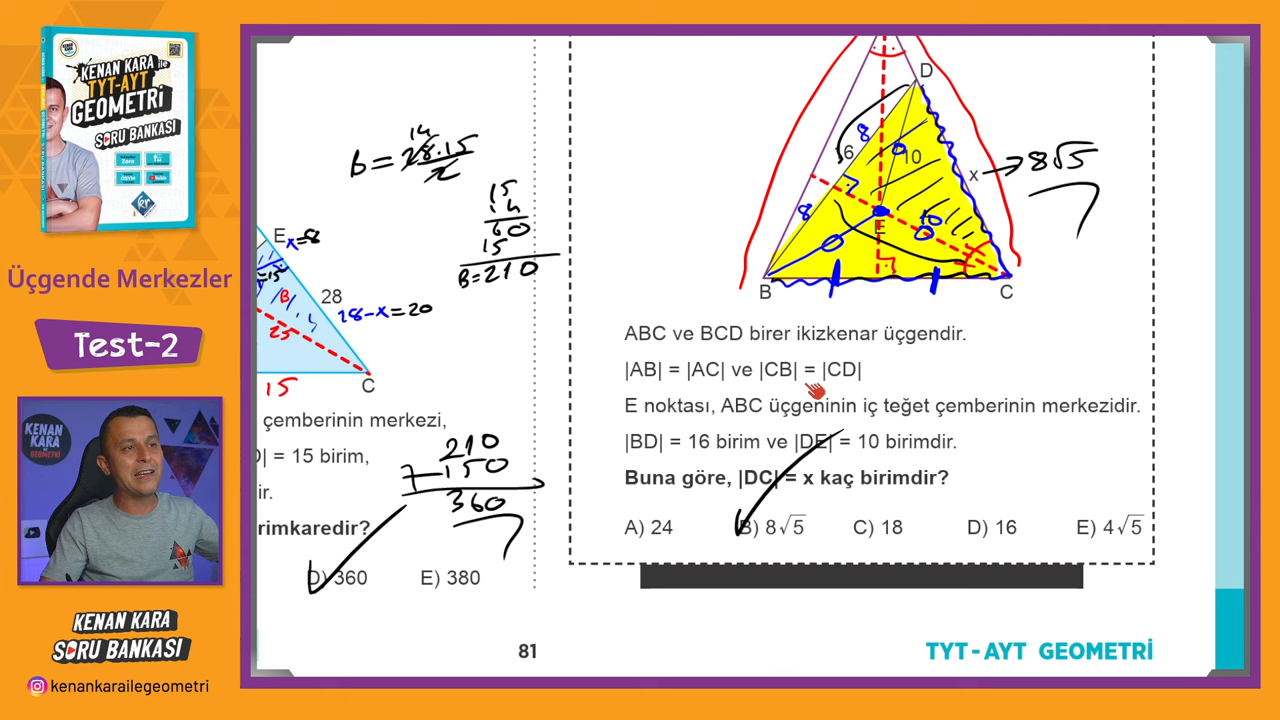 KENAN KARA ile
TYT-AYT
GEOMETRİ
SORU BANKASI
Üçgende Merkezler
Test-2
KENAN KARA
GEOMETRİ
KENAN KARA
SORU BANKASI
kenankarailegeometri
B = 28.15
14
2
15
14
60
15
B=210
E
x=8
28
28-x=20
B
25
15
C
çemberinin merkezi,
D| = 15 birim,
ir.
rimkaredir?
210
+ 150
360
D) 360
E) 380
D
8
6
10
x → 8√5
2
8
10
E
B
C
ABC ve BCD birer ikizkenar üçgendir.
|AB| = |AC| ve |CB| = |CD|
E noktası, ABC üçgeninin iç teğet çemberinin merkezidir.
|BD| = 16 birim ve |DE| = 10 birimdir.
Buna göre, |DC| = x kaç birimdir?
A) 24
B) 8√5
C) 18
D) 16
E) 4√5
81
TYT - AYT GEOMETRİ